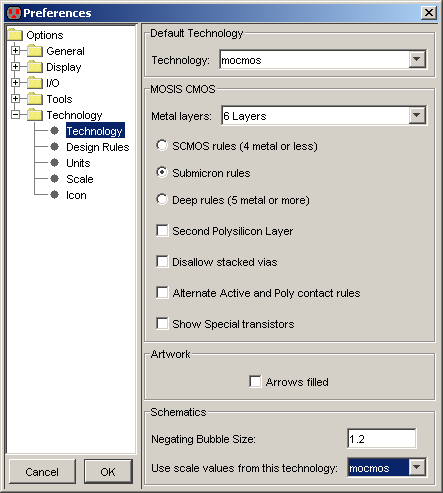 Preferences
Options
General
Display
I/O
Tools
Technology
Technology
Design Rules
Units
Scale
Icon
Cancel
OK
Default Technology
Technology: mocmos
MOSIS CMOS
Metal layers: 6 Layers
SCMOS rules (4 metal or less)
Submicron rules
Deep rules (5 metal or more)
Second Polysilicon Layer
Disallow stacked vias
Alternate Active and Poly contact rules
Show Special transistors
Artwork
Arrows filled
Schematics
Negating Bubble Size: 1.2
Use scale values from this technology: mocmos